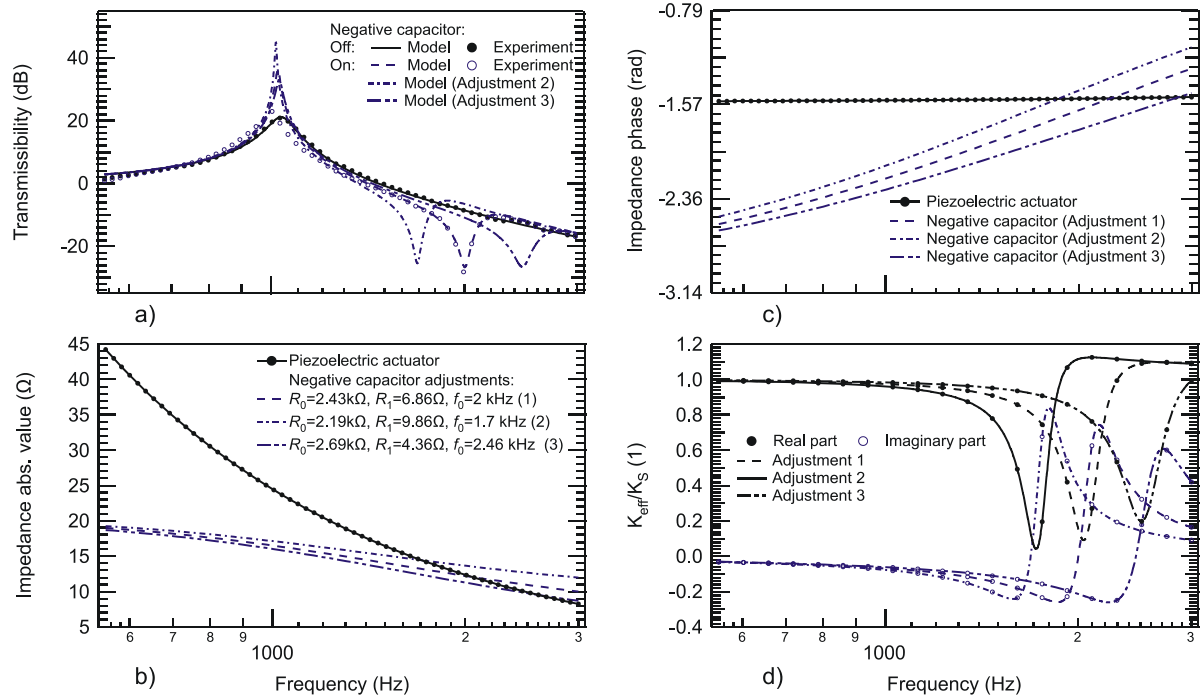 Transmissibility (dB)
40
20
0
-20
Negative capacitor:
Off: Model Experiment
On: Model Experiment
Model (Adjustment 2)
Model (Adjustment 3)
a)
Impedance phase (rad)
-0.79
-1.57
-2.36
-3.14
Piezoelectric actuator
Negative capacitor (Adjustment 1)
Negative capacitor (Adjustment 2)
Negative capacitor (Adjustment 3)
c)
Impedance abs. value (Ω)
45
40
35
30
25
20
15
10
5
Piezoelectric actuator
Negative capacitor adjustments:
R0=2.43kΩ, R1=6.86Ω, f0=2 kHz (1)
R0=2.19kΩ, R1=9.86Ω, f0=1.7 kHz (2)
R0=2.69kΩ, R1=4.36Ω, f0=2.46 kHz (3)
6 7 8 9 1000 2 3
b) Frequency (Hz)
Keff/KS (1)
1.2
1.0
0.8
0.6
0.4
0.2
0.0
-0.2
-0.4
Real part Imaginary part
Adjustment 1
Adjustment 2
Adjustment 3
6 7 8 9 1000 2 3
Frequency (Hz) d)